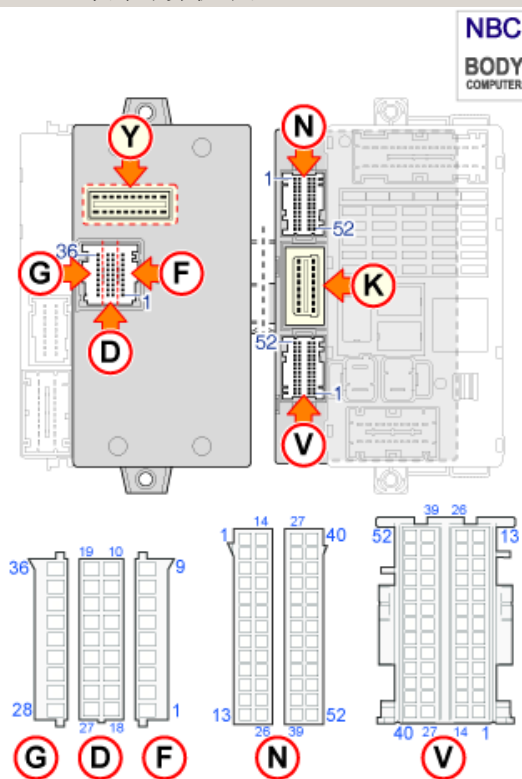 NBC
BODY
COMPUTER
Y
N
1
52
36
G
F
K
1
D
52
1
V
39 26
52 13
14 27
1 40
19 10
36 9
28 1
27 18
13 52
26 39
40 27 14 1
G D F N V